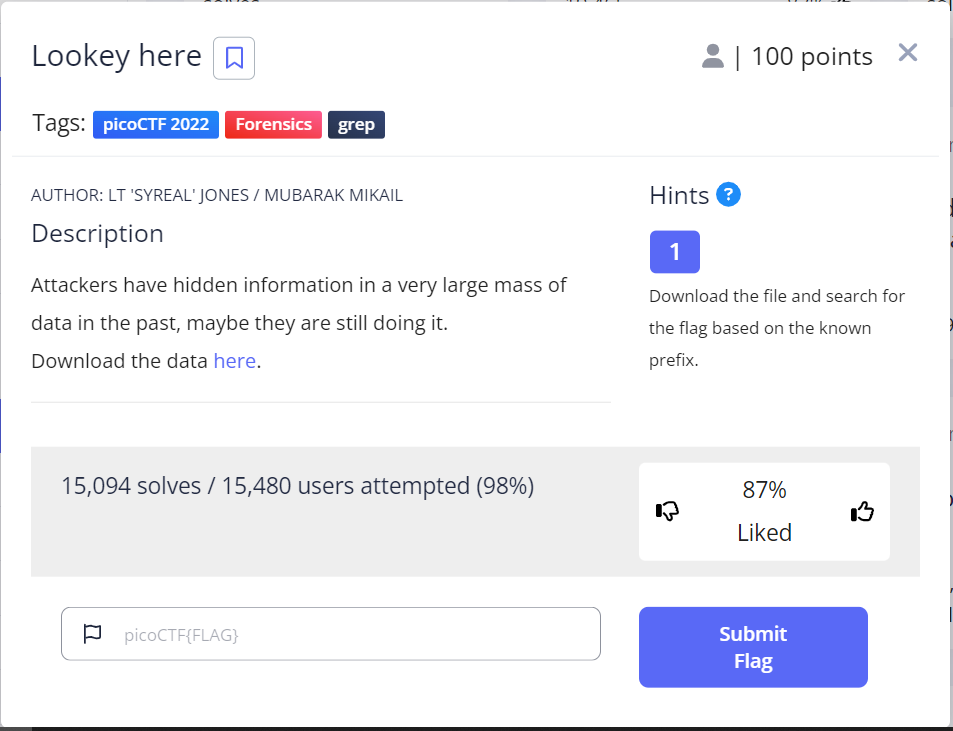 Lookey here
| 100 points
Tags: picoCTF 2022 Forensics grep
AUTHOR: LT 'SYREAL' JONES / MUBARAK MIKAIL
Description
Attackers have hidden information in a very large mass of
data in the past, maybe they are still doing it.
Download the data here.
Hints ?
1
Download the file and search for
the flag based on the known
prefix.
15,094 solves / 15,480 users attempted (98%)
87%
Liked
picoCTF{FLAG}
Submit
Flag